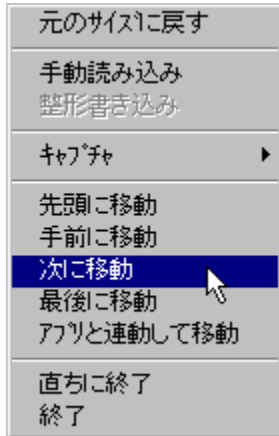 元のｻｲｽﾞに戻す
手動読み込み
整形書き込み
ｷｬﾌﾟﾁｬ
先頭に移動
手前に移動
次に移動
最後に移動
ｱﾌﾟﾘと連動して移動
直ちに終了
終了